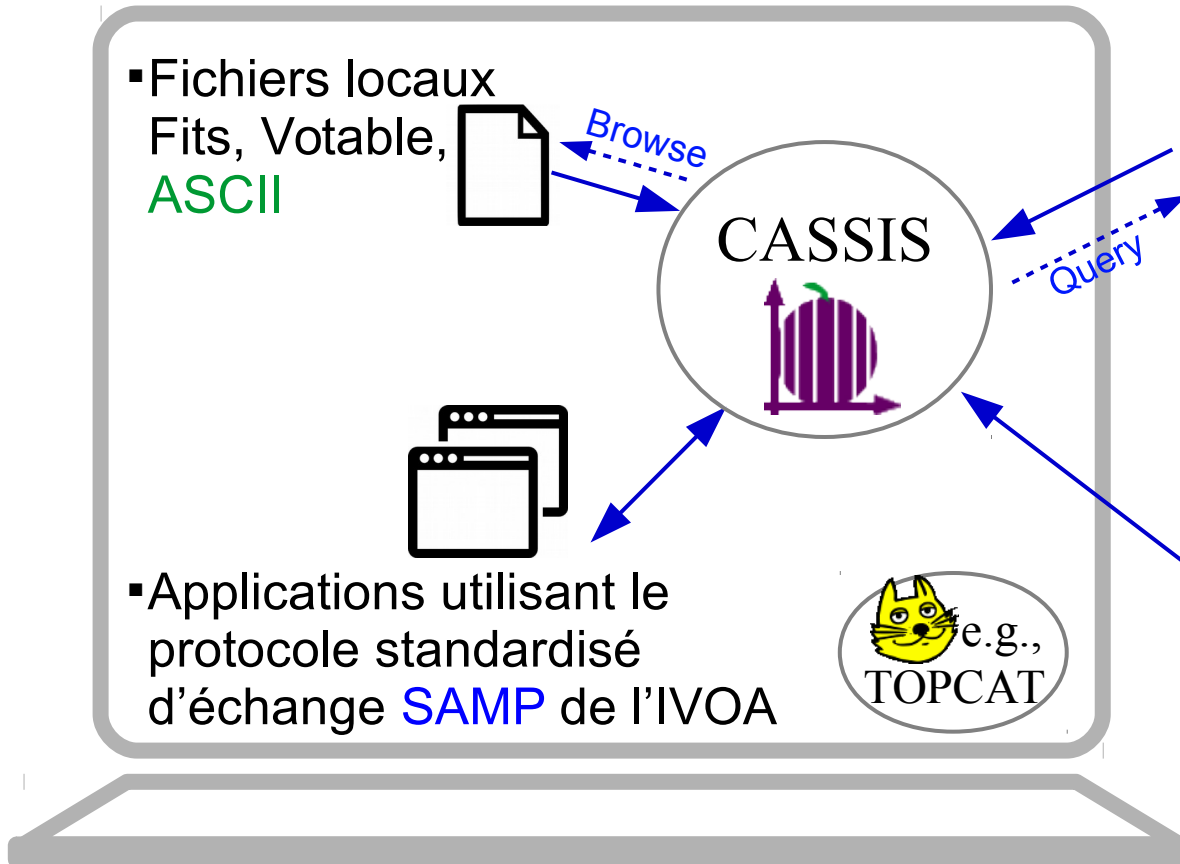 ▪Fichiers locaux
Fits, Votable,
ASCII
Browse
CASSIS
Query
▪Applications utilisant le
protocole standardisé
d’échange SAMP de l’IVOA
e.g.,
TOPCAT